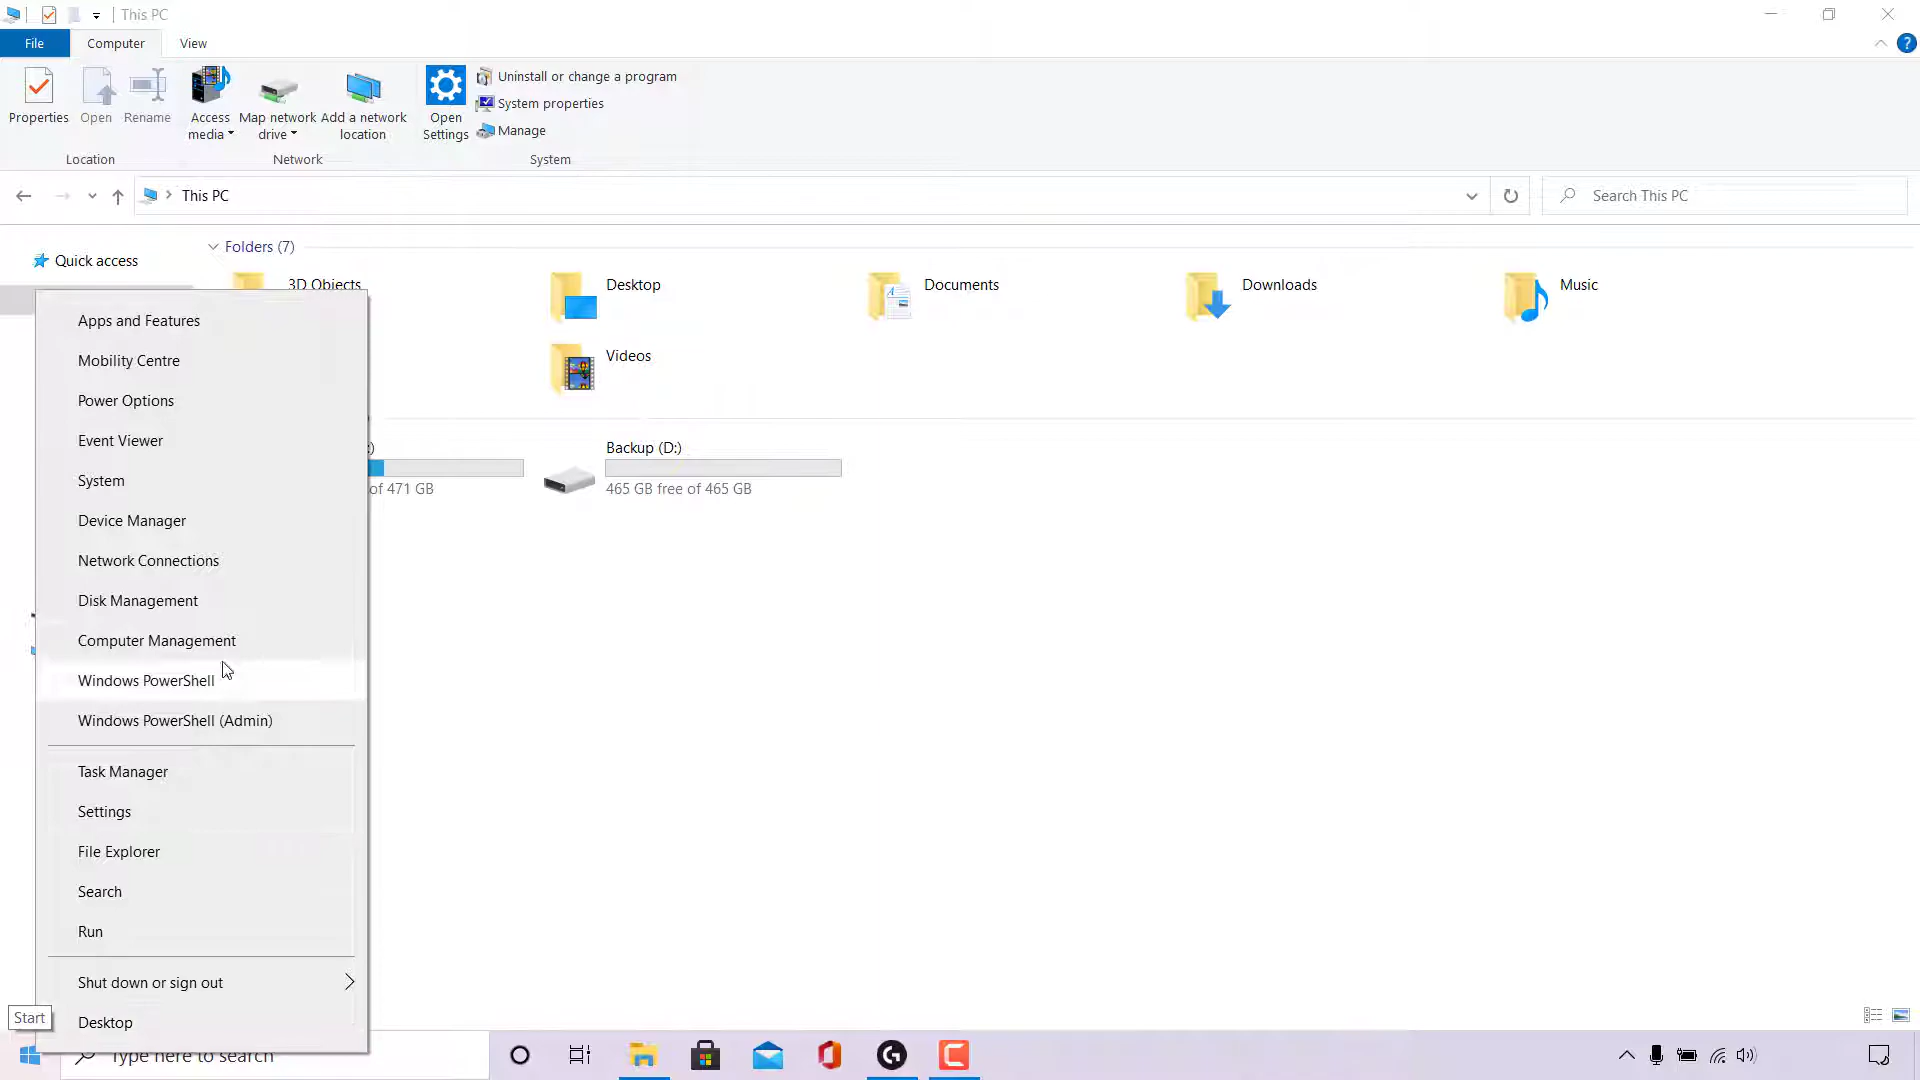 This PC
File
Computer
View
Properties
Open
Rename
Access media
Map network drive
Add a network location
Open Settings
Uninstall or change a program
System properties
Manage
Location
Network
System
This PC
Search This PC
Quick access
Folders (7)
3D Objects
Desktop
Documents
Downloads
Music
Videos
:)
of 471 GB
Backup (D:)
465 GB free of 465 GB
Apps and Features
Mobility Centre
Power Options
Event Viewer
System
Device Manager
Network Connections
Disk Management
Computer Management
Windows PowerShell
Windows PowerShell (Admin)
Task Manager
Settings
File Explorer
Search
Run
Shut down or sign out
Desktop
Start
Type here to search